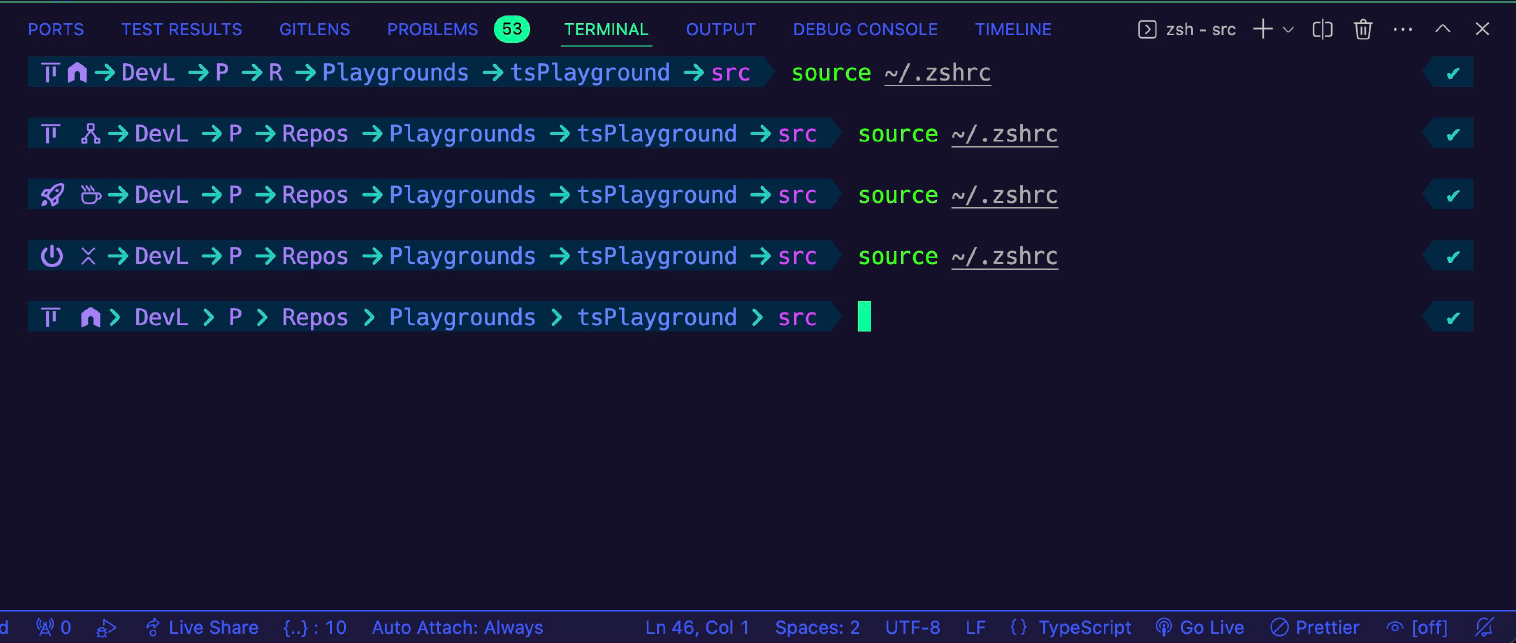 PORTS TEST RESULTS GITLENS PROBLEMS 53 TERMINAL OUTPUT DEBUG CONSOLE TIMELINE zsh - src
→ DevL → P → R → Playgrounds → tsPlayground → src source ~/.zshrc ✔
→ DevL → P → Repos → Playgrounds → tsPlayground → src source ~/.zshrc ✔
→ DevL → P → Repos → Playgrounds → tsPlayground → src source ~/.zshrc ✔
→ DevL → P → Repos → Playgrounds → tsPlayground → src source ~/.zshrc ✔
> DevL > P > Repos > Playgrounds > tsPlayground > src ✔
d 0 Live Share {..} : 10 Auto Attach: Always Ln 46, Col 1 Spaces: 2 UTF-8 LF {} TypeScript Go Live Prettier [off]